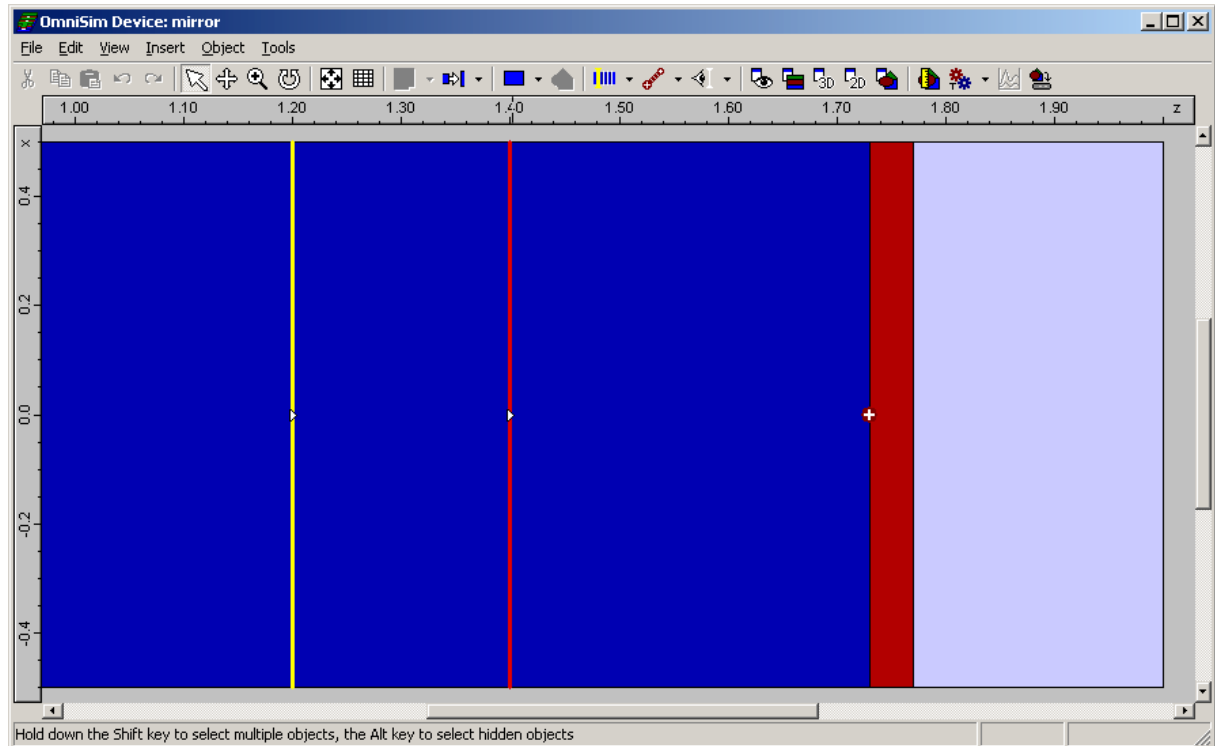 OmniSim Device: mirror
File Edit View Insert Object Tools
3D 2D
1.00 1.10 1.20 1.30 1.40 1.50 1.60 1.70 1.80 1.90 z
x
0.4
0.2
0.0
-0.2
-0.4
Hold down the Shift key to select multiple objects, the Alt key to select hidden objects